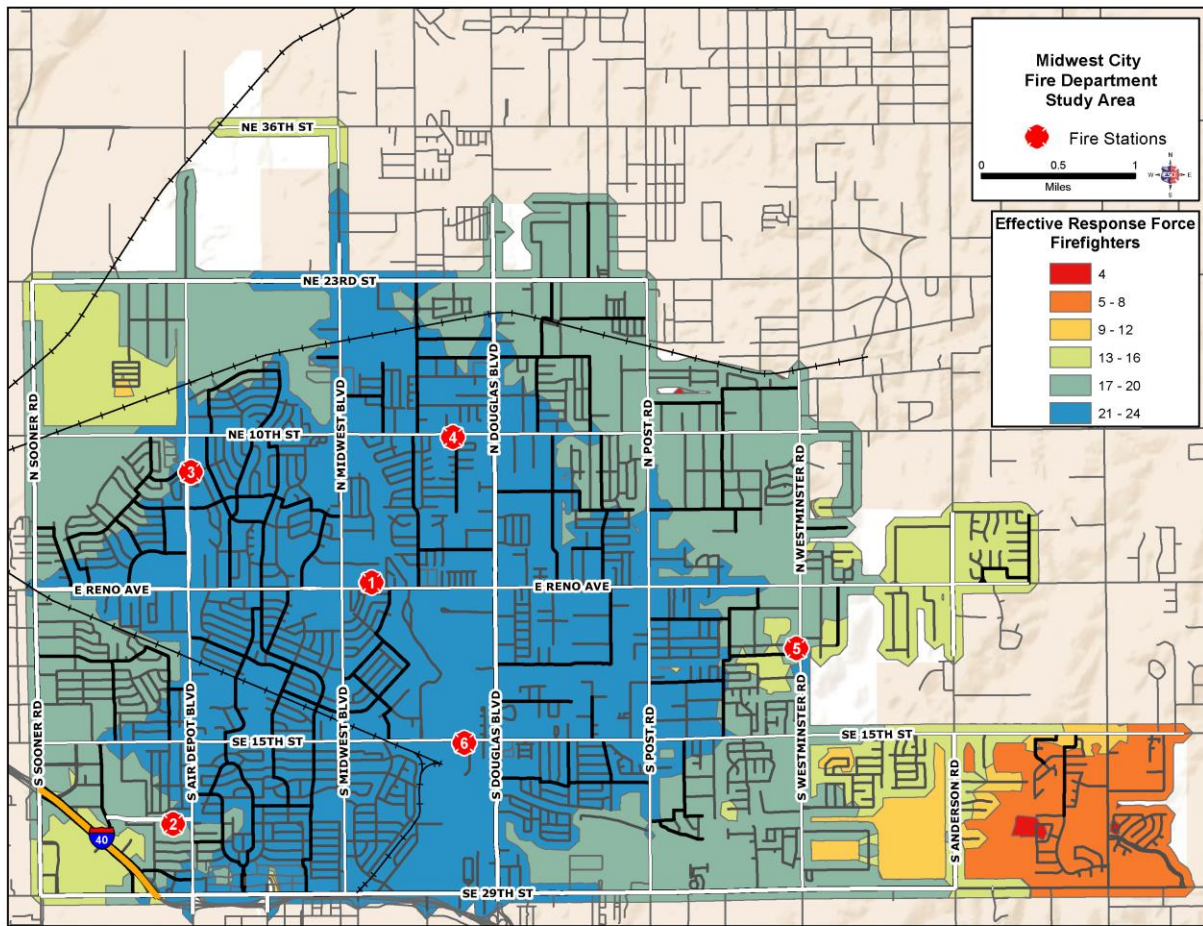 Midwest City
Fire Department
Study Area
Fire Stations
0 0.5 1
Miles
N
W E
S
Effective Response Force
Firefighters
4
5 - 8
9 - 12
13 - 16
17 - 20
21 - 24
NE 36TH ST
NE 23RD ST
N SOONER RD
N MIDWEST BLVD
N DOUGLAS BLVD
N POST RD
N WESTMINSTER RD
NE 10TH ST
4
3
E RENO AVE
1
E RENO AVE
5
S SOONER RD
S AIR DEPOT BLVD
S MIDWEST BLVD
S DOUGLAS BLVD
S POST RD
S WESTMINSTER RD
S ANDERSON RD
SE 15TH ST
6
SE 15TH ST
2
40
SE 29TH ST